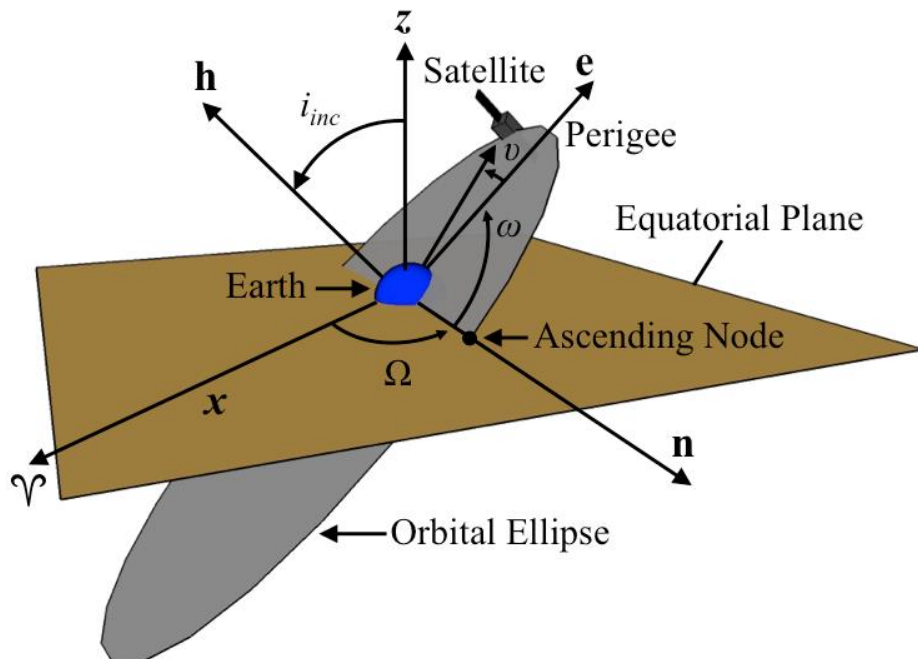 z
h
e
Satellite
i_inc
Perigee
υ
Equatorial Plane
ω
Earth
Ascending Node
Ω
x
n
♈
Orbital Ellipse